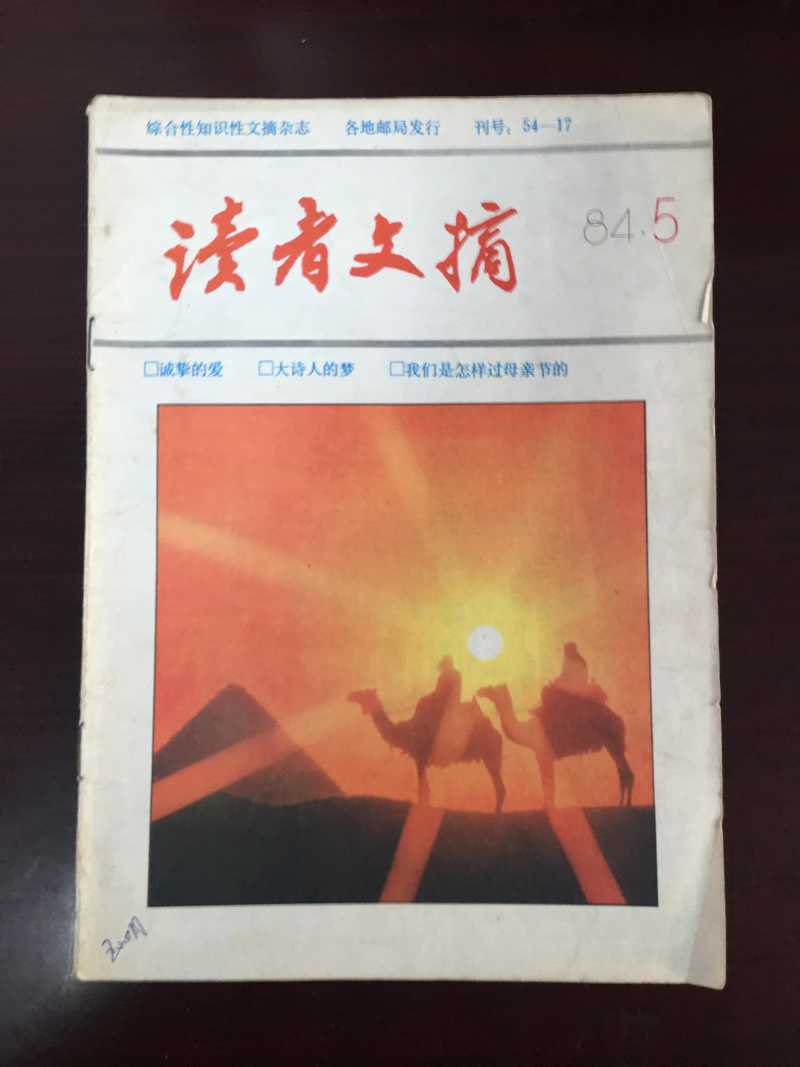 综合性知识性文摘杂志 各地邮局发行 刊号：54—17
读者文摘 84.5
□诚挚的爱 □大诗人的梦 □我们是怎样过母亲节的